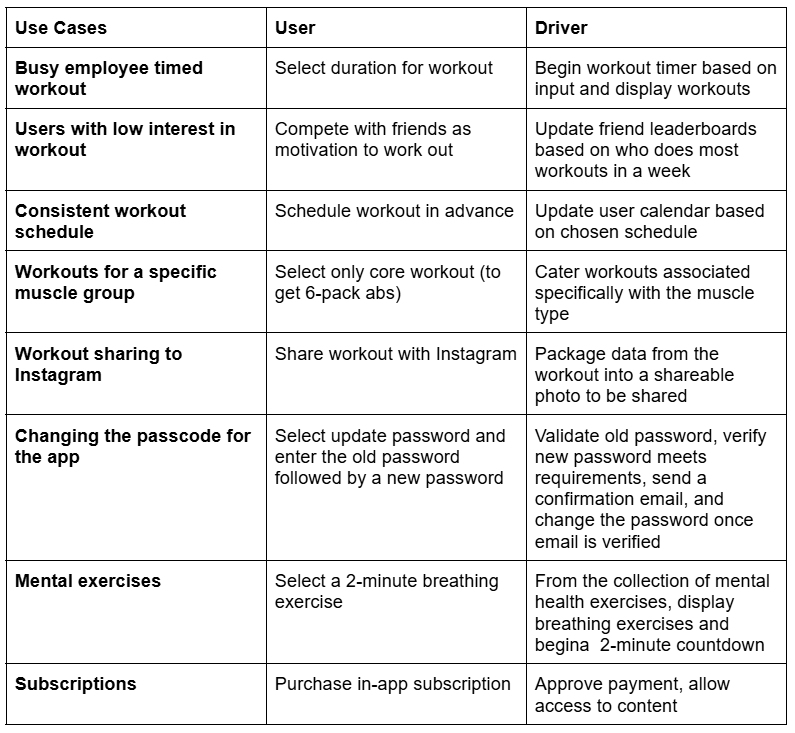 Use Cases
User
Driver
Busy employee timed
workout
Select duration for workout
Begin workout timer based on
input and display workouts
Users with low interest in
workout
Compete with friends as
motivation to work out
Update friend leaderboards
based on who does most
workouts in a week
Consistent workout
schedule
Schedule workout in advance
Update user calendar based
on chosen schedule
Workouts for a specific
muscle group
Select only core workout (to
get 6-pack abs)
Cater workouts associated
specifically with the muscle
type
Workout sharing to
Instagram
Share workout with Instagram
Package data from the
workout into a shareable
photo to be shared
Changing the passcode for
the app
Select update password and
enter the old password
followed by a new password
Validate old password, verify
new password meets
requirements, send a
confirmation email, and
change the password once
email is verified
Mental exercises
Select a 2-minute breathing
exercise
From the collection of mental
health exercises, display
breathing exercises and
begina  2-minute countdown
Subscriptions
Purchase in-app subscription
Approve payment, allow
access to content